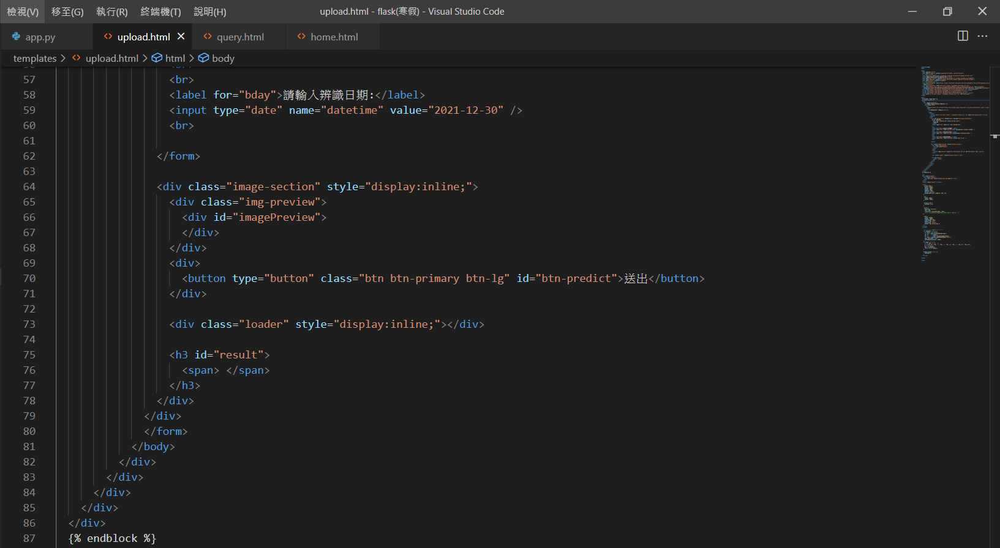 檢視(V) 移至(G) 執行(R) 終端機(T) 說明(H) upload.html - flask(寒假) - Visual Studio Code
app.py upload.html query.html home.html
templates > upload.html > html > body
57 <br>
58 <label for="bday">請輸入辨識日期:</label>
59 <input type="date" name="datetime" value="2021-12-30" />
60 <br>
61
62 </form>
63
64 <div class="image-section" style="display:inline;">
65 <div class="img-preview">
66 <div id="imagePreview">
67 </div>
68 </div>
69 <div>
70 <button type="button" class="btn btn-primary btn-lg" id="btn-predict">送出</button>
71 </div>
72
73 <div class="loader" style="display:inline;"></div>
74
75 <h3 id="result">
76 <span> </span>
77 </h3>
78 </div>
79 </div>
80 </form>
81 </body>
82 </div>
83 </div>
84 </div>
85 </div>
86 </div>
87 {% endblock %}